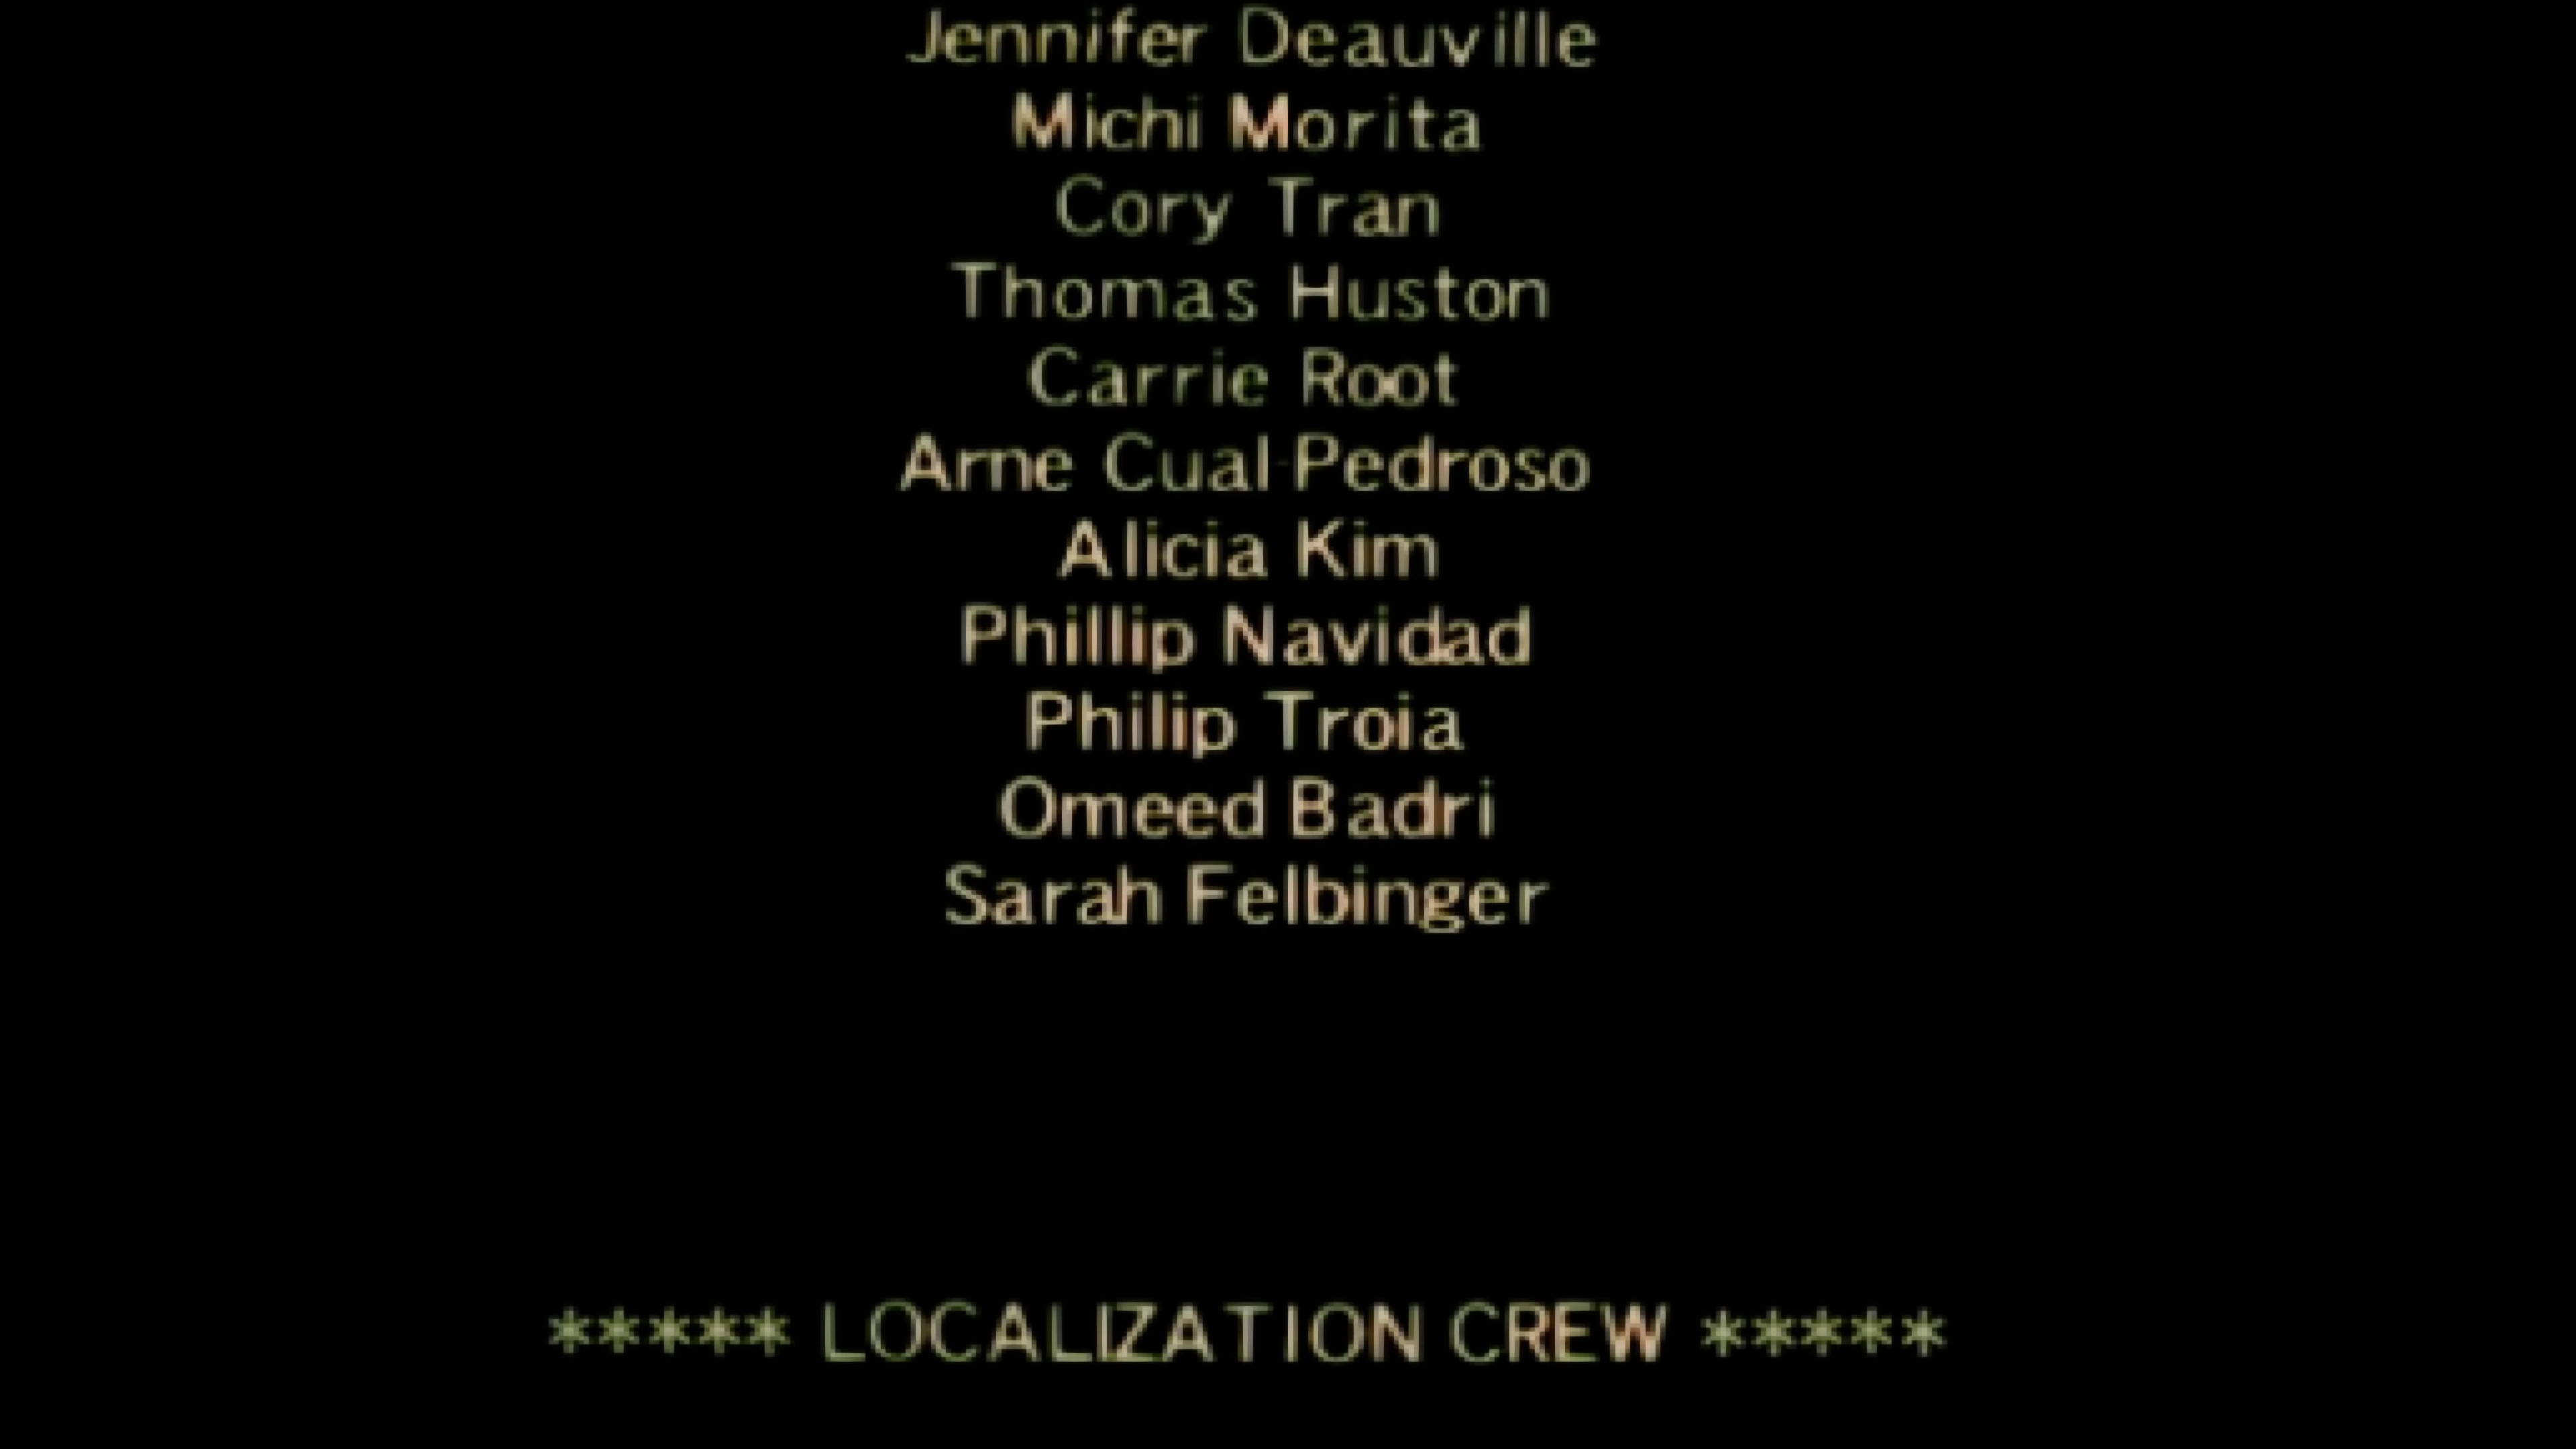 Jennifer Deauville
Michi Morita
Cory Tran
Thomas Huston
Carrie Root
Arne Cual-Pedroso
Alicia Kim
Phillip Navidad
Philip Troia
Omeed Badri
Sarah Felbinger
***** LOCALIZATION CREW *****